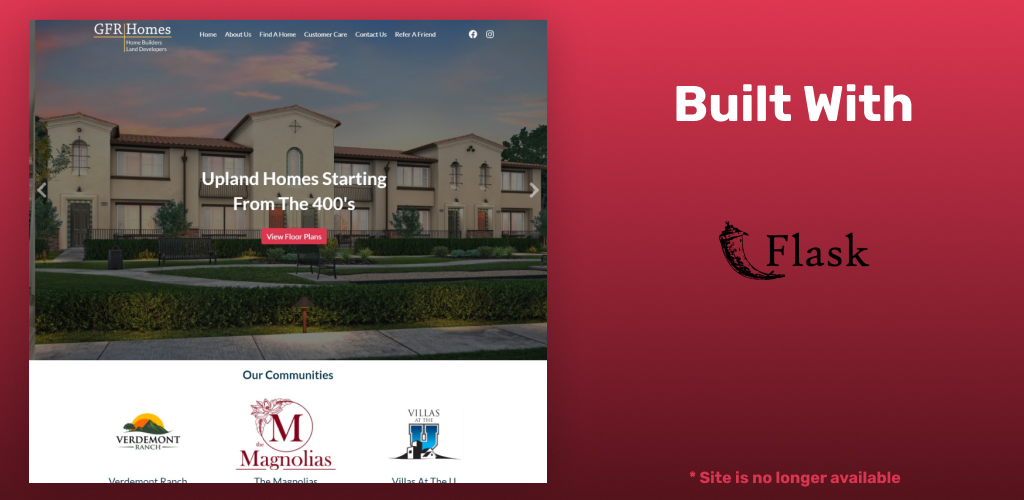 GFR Homes
Home Builders
Land Developers
Home About Us Find A Home Customer Care Contact Us Refer A Friend
Upland Homes Starting
From The 400's
View Floor Plans
Our Communities
VERDEMONT
RANCH
the
M
Magnolias
VILLAS
AT THE
U
Verdemont Ranch
The Magnolias
Villas At The U
Built With
Flask
* Site is no longer available